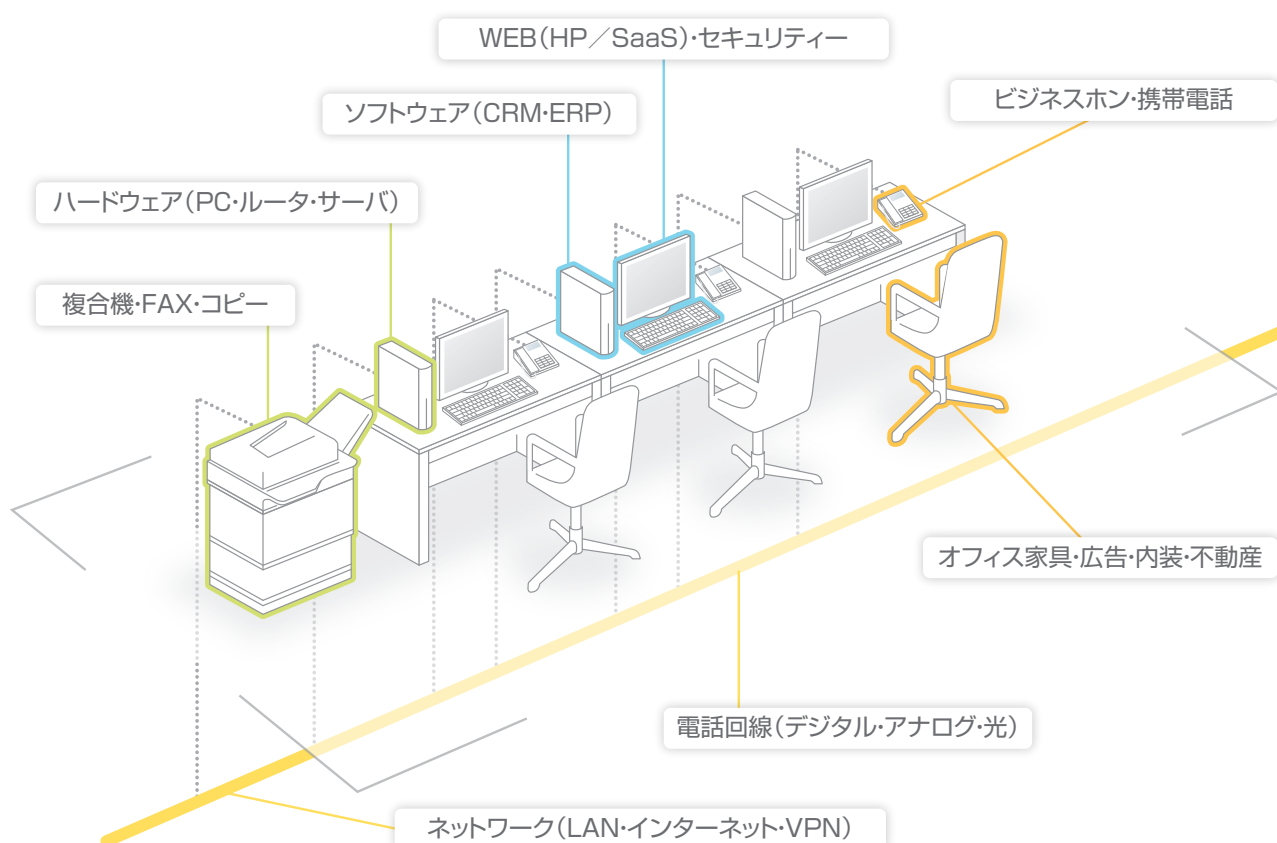 WEB(HP／SaaS)・セキュリティー
ソフトウェア(CRM・ERP)
ビジネスホン・携帯電話
ハードウェア(PC・ルータ・サーバ)
複合機・FAX・コピー
オフィス家具・広告・内装・不動産
電話回線(デジタル・アナログ・光)
ネットワーク(LAN・インターネット・VPN)